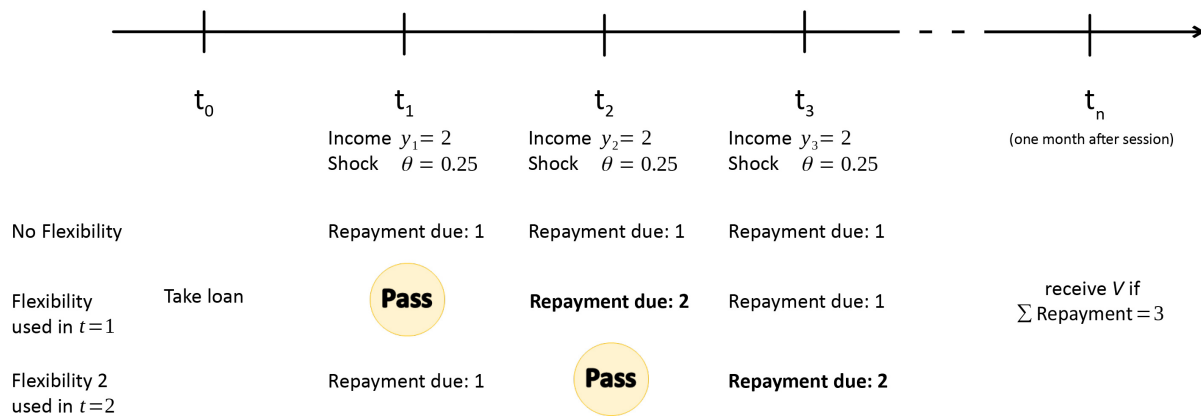 t₀ t₁ t₂ t₃ tₙ
Income y₁= 2 Income y₂= 2 Income y₃= 2 (one month after session)
Shock θ = 0.25 Shock θ = 0.25 Shock θ = 0.25
No Flexibility Repayment due: 1 Repayment due: 1 Repayment due: 1
Flexibility
used in t=1
Take loan
Pass
Repayment due: 2
Repayment due: 1
receive V if
∑ Repayment = 3
Flexibility 2
used in t=2
Repayment due: 1
Pass
Repayment due: 2